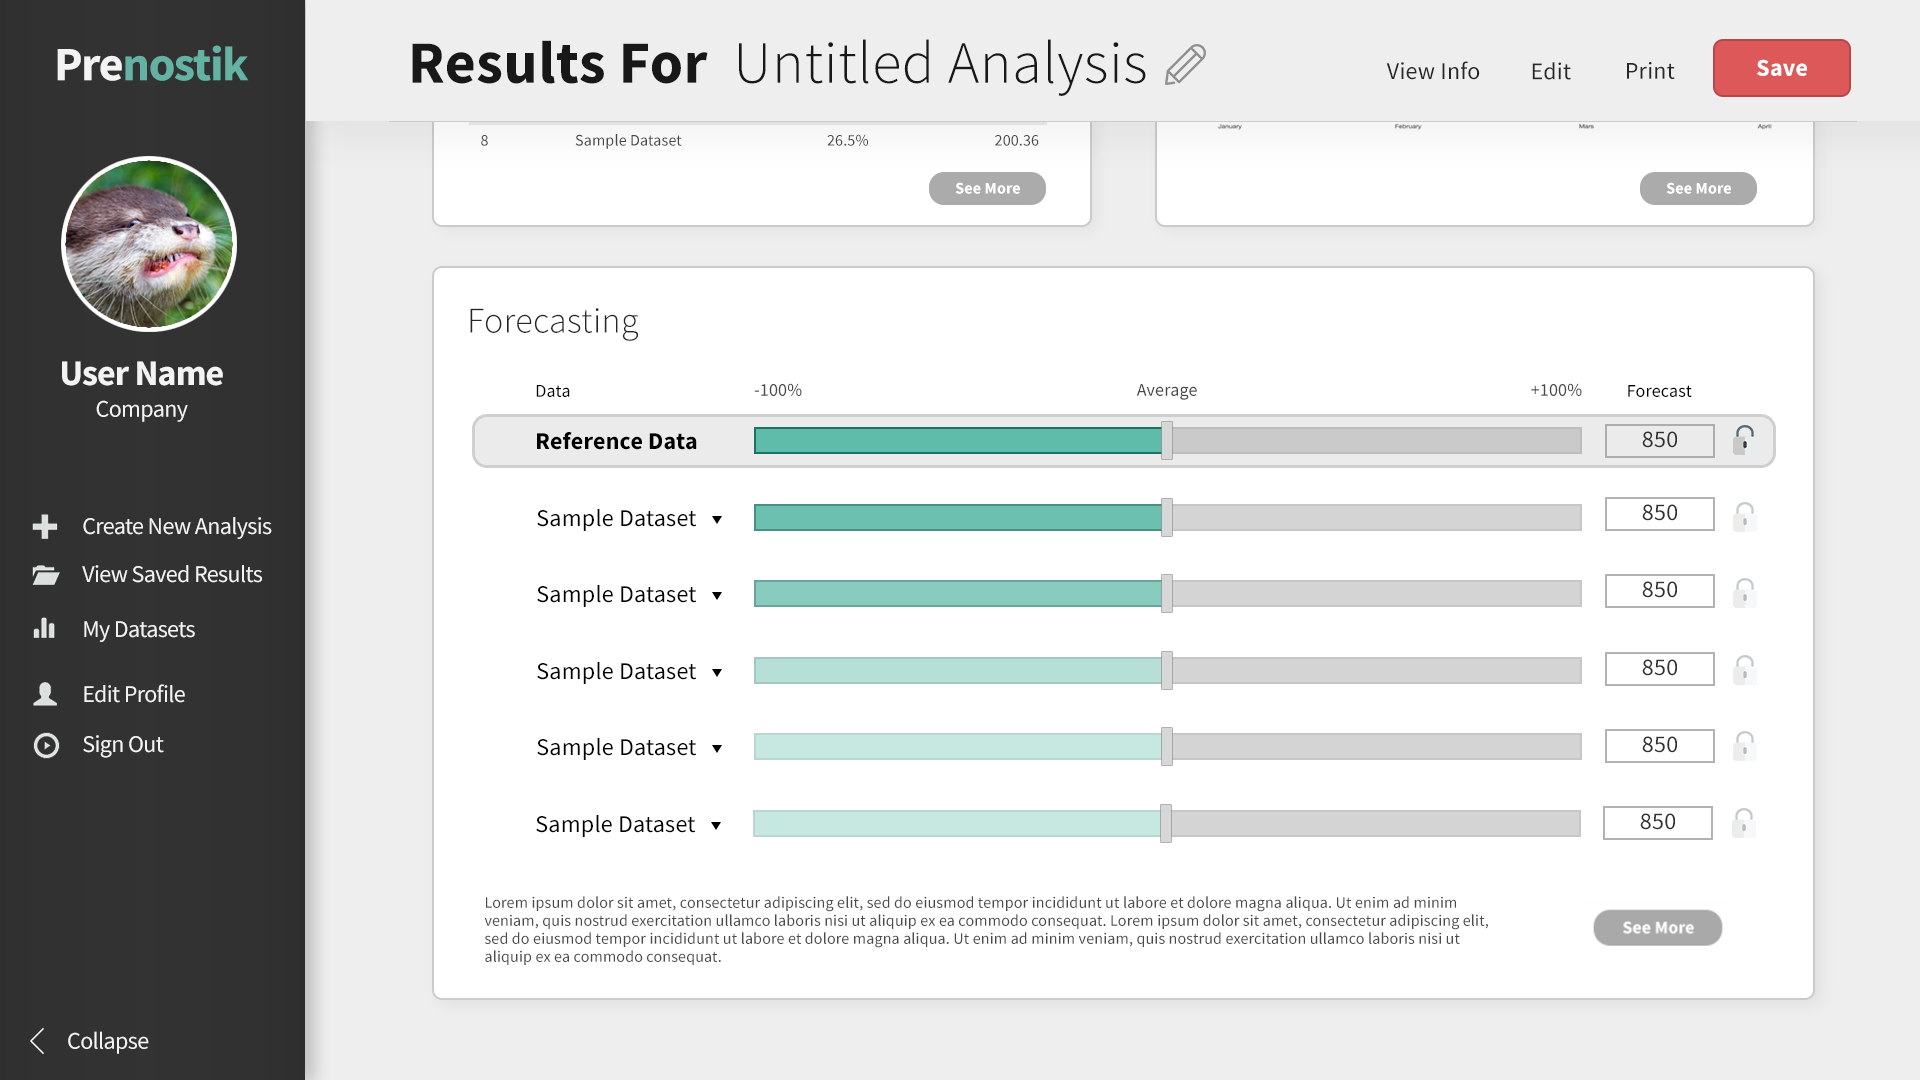 Prenostik
Results For Untitled Analysis
View Info
Edit
Print
Save
User Name
Company
Create New Analysis
View Saved Results
My Datasets
Edit Profile
Sign Out
Collapse
8 Sample Dataset 26.5% 200.36
See More
January February Mars April
See More
Forecasting
Data -100% Average +100% Forecast
Reference Data 850
Sample Dataset 850
Sample Dataset 850
Sample Dataset 850
Sample Dataset 850
Sample Dataset 850
Lorem ipsum dolor sit amet, consectetur adipiscing elit, sed do eiusmod tempor incididunt ut labore et dolore magna aliqua. Ut enim ad minim
veniam, quis nostrud exercitation ullamco laboris nisi ut aliquip ex ea commodo consequat. Lorem ipsum dolor sit amet, consectetur adipiscing elit,
sed do eiusmod tempor incididunt ut labore et dolore magna aliqua. Ut enim ad minim veniam, quis nostrud exercitation ullamco laboris nisi ut
aliquip ex ea commodo consequat.
See More